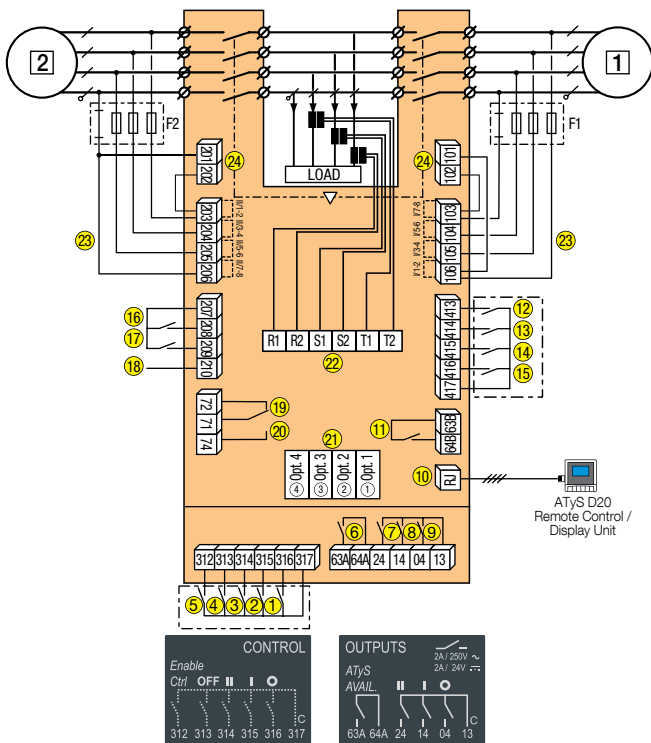 2
1
F2
F1
201
202
24
24
101
102
LOAD
203
204
205
206
II/1-2
II/3-4
II/5-6
II/7-8
I/7-8
I/5-6
I/3-4
I/1-2
103
104
105
106
23
23
16
17
18
207
208
209
210
R1 R2 S1 S2 T1 T2
22
413
414
415
416
417
12
13
14
15
72
71
74
19
20
21
11
63B
64B
Opt. 4 ④
Opt. 3 ③
Opt. 2 ②
Opt. 1 ①
10
RJ
ATyS D20
Remote Control /
Display Unit
6 7 8 9
312 313 314 315 316 317
63A 64A 24 14 04 13
5 4 3 2 1
CONTROL
Enable
Ctrl OFF II I O
C
312 313 314 315 316 317
OUTPUTS
2A / 250V ~
2A / 24V ⎓
ATyS
AVAIL. II I O
C
63A 64A 24 14 04 13